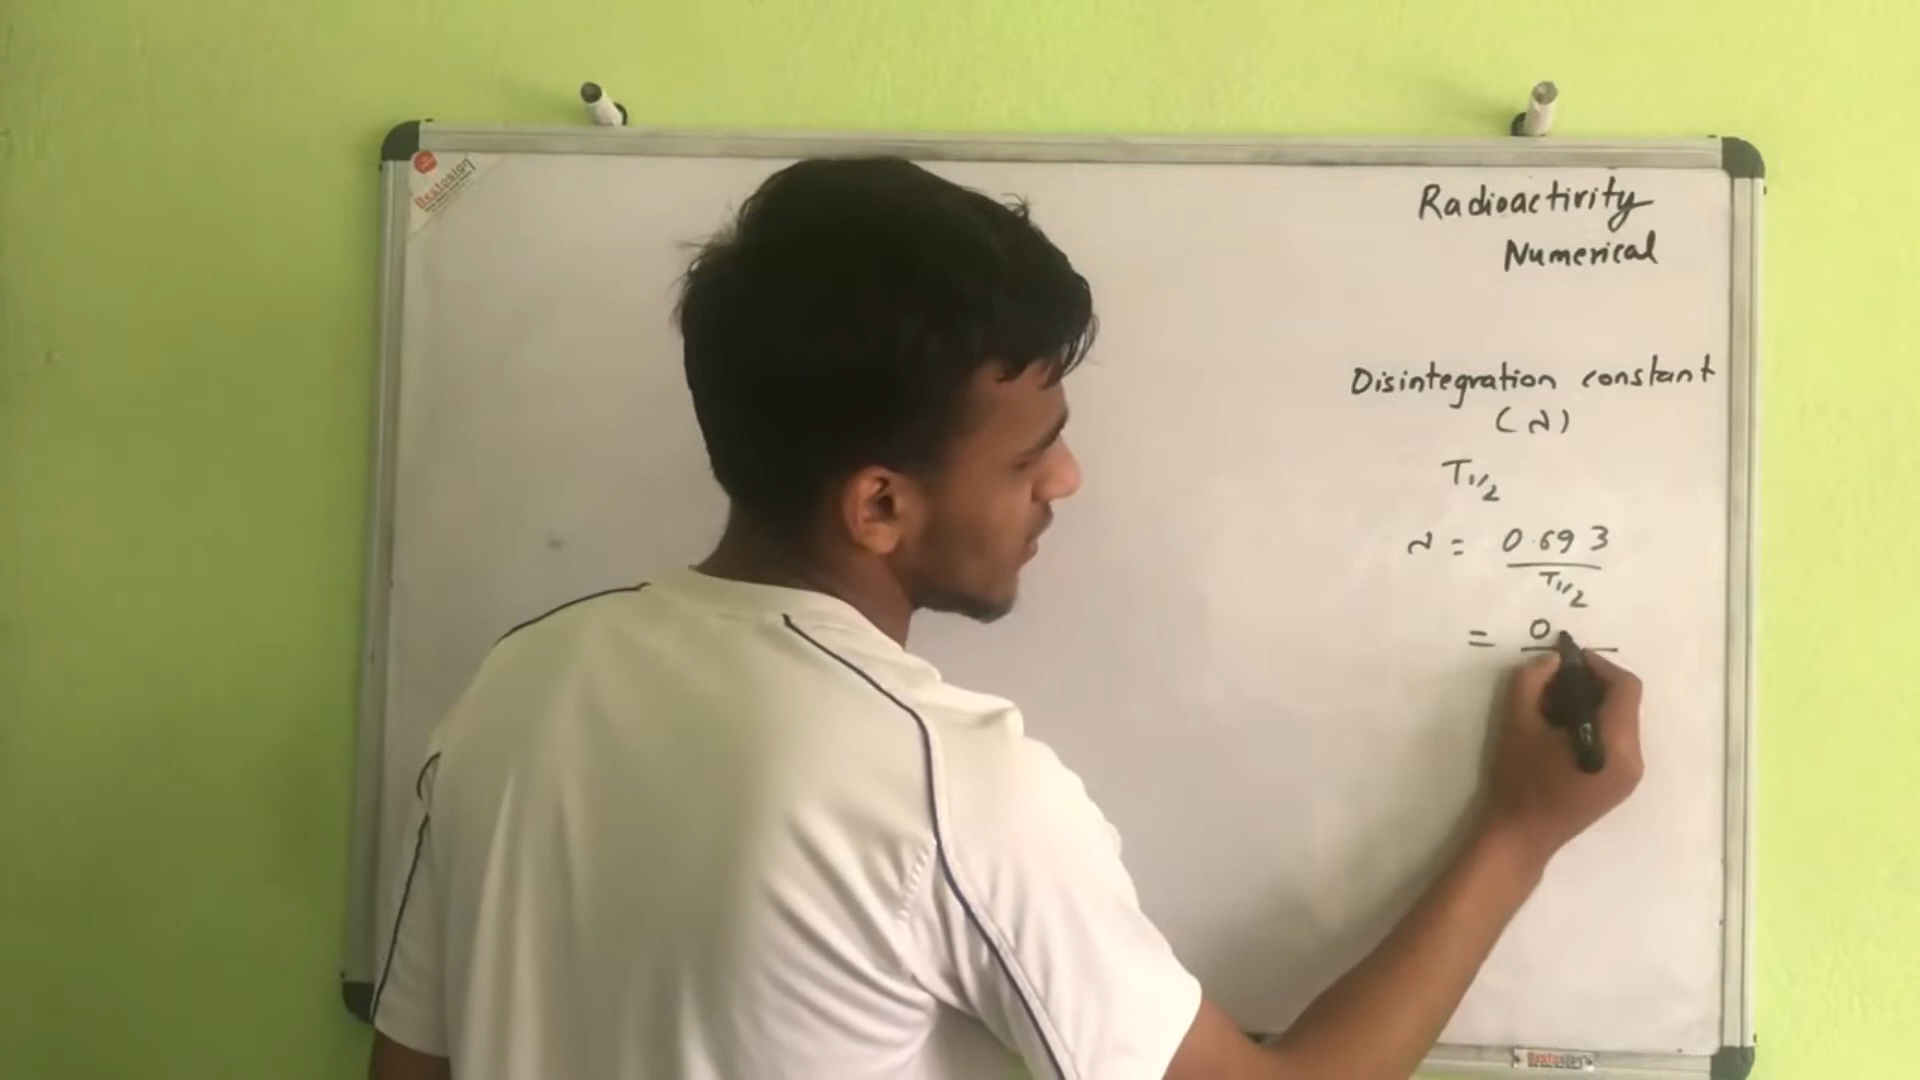 Radioactivity
Numerical
Disintegration constant
(λ)
T1/2
λ = 0.693
T1/2
= 0